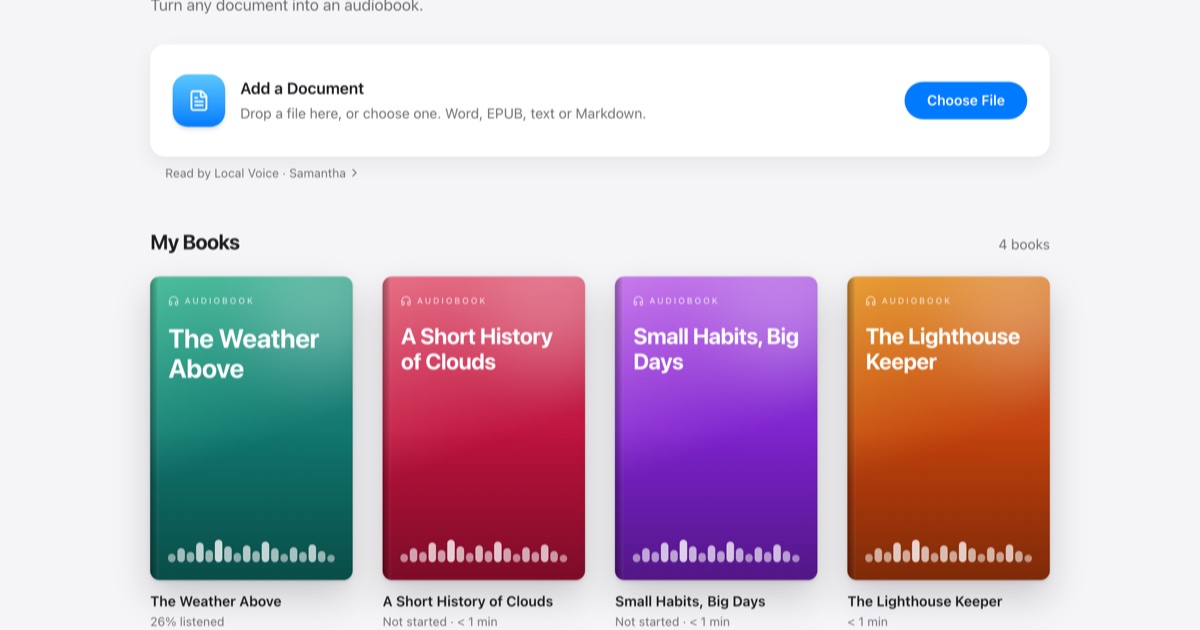 Turn any document into an audiobook.
Add a Document
Drop a file here, or choose one. Word, EPUB, text or Markdown.
Choose File
Read by Local Voice · Samantha >
My Books
4 books
AUDIOBOOK
The Weather
Above
AUDIOBOOK
A Short History
of Clouds
AUDIOBOOK
Small Habits, Big
Days
AUDIOBOOK
The Lighthouse
Keeper
The Weather Above
26% listened
A Short History of Clouds
Not started · < 1 min
Small Habits, Big Days
Not started · < 1 min
The Lighthouse Keeper
< 1 min